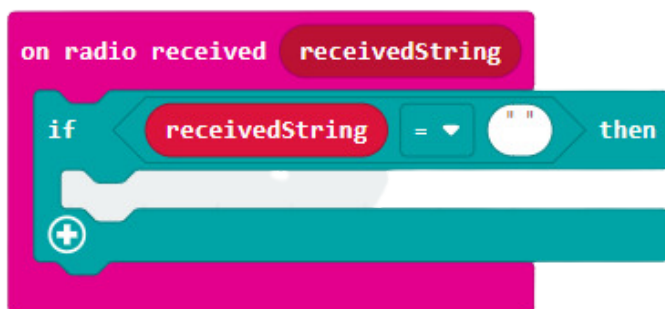 on radio received receivedString
if receivedString = " " then